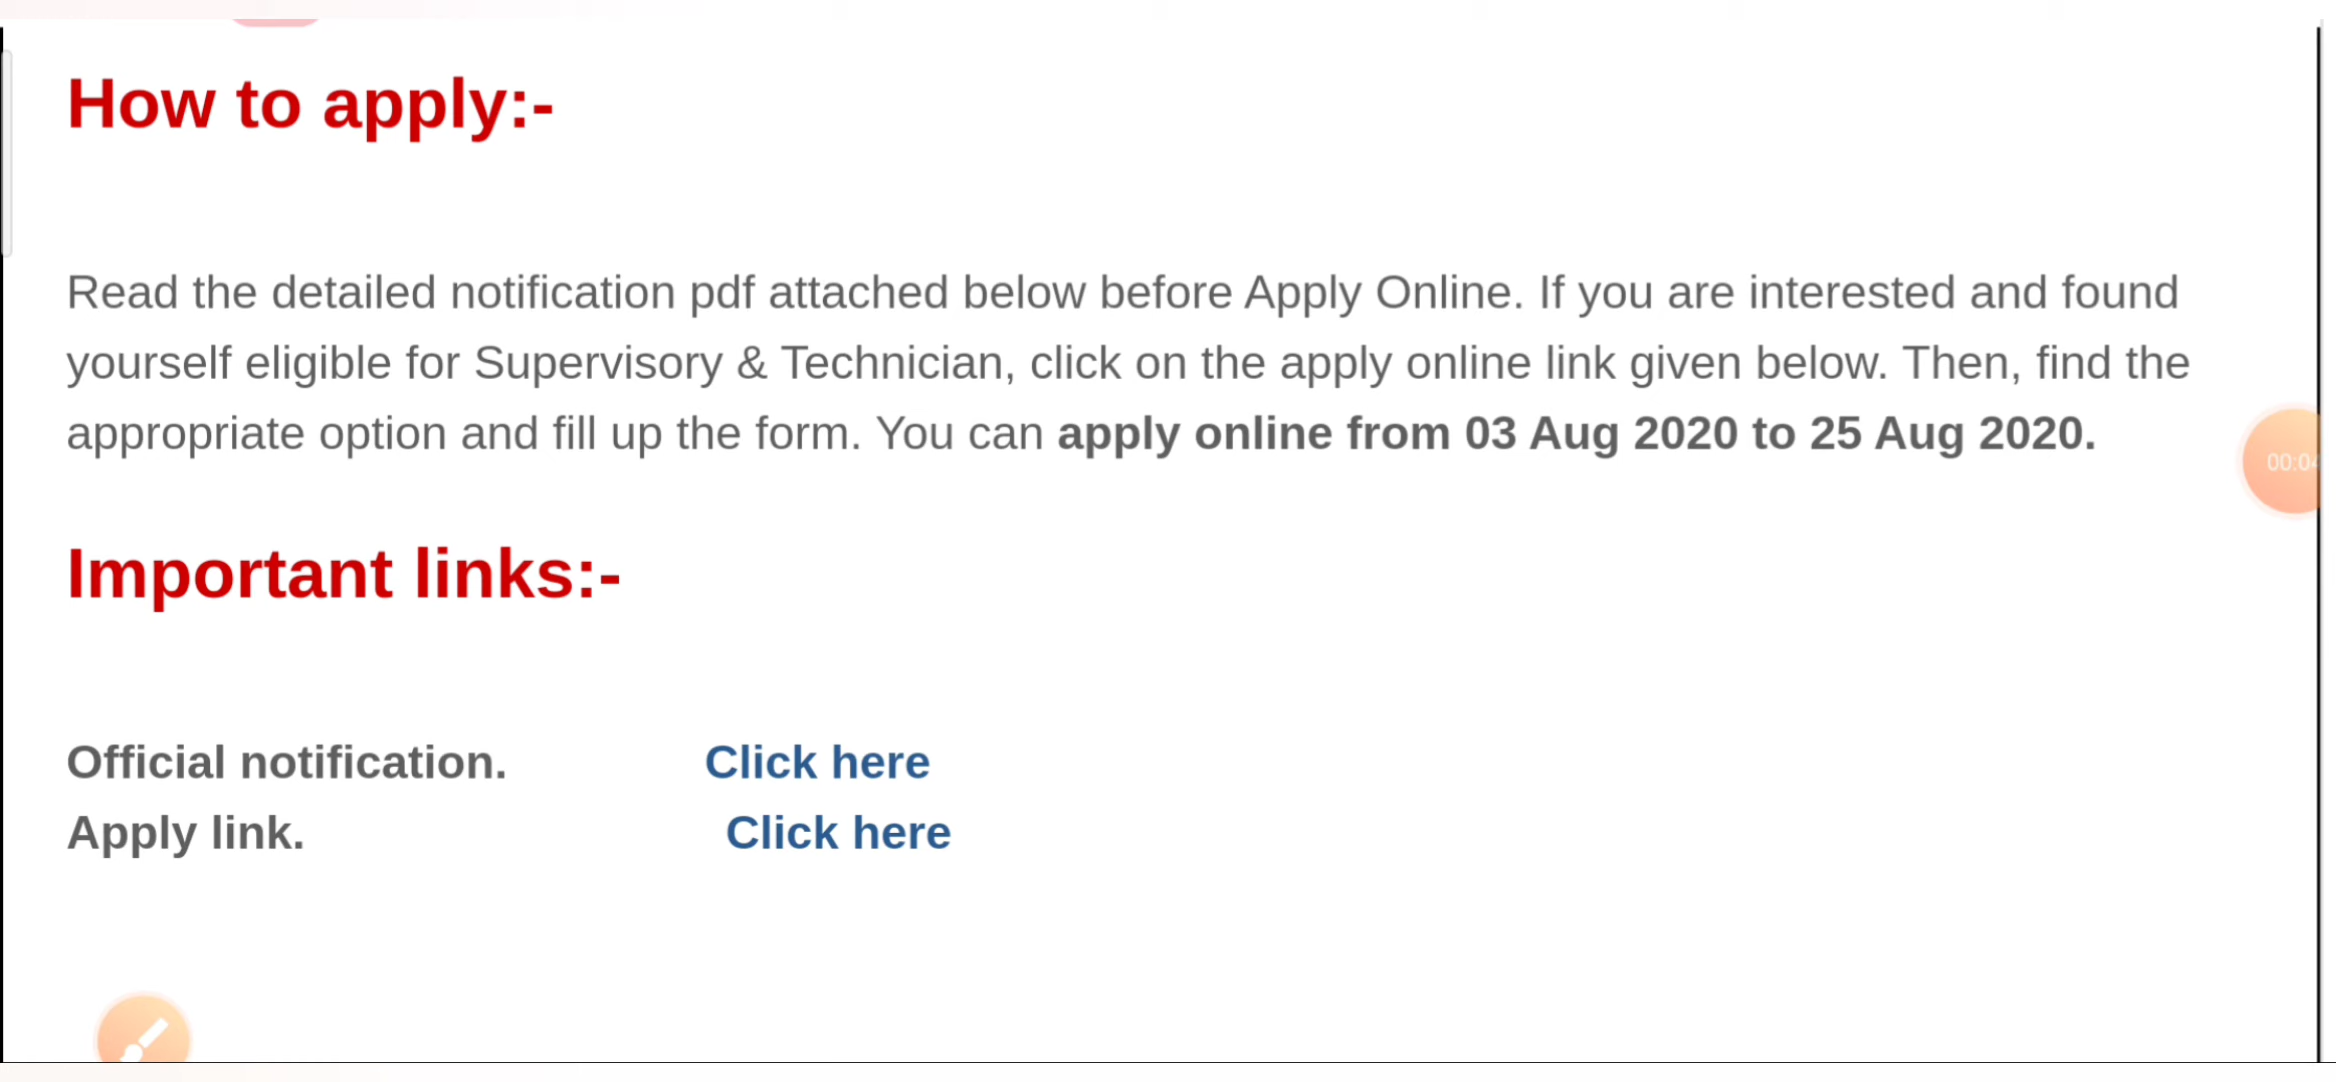 How to apply:-
Read the detailed notification pdf attached below before Apply Online. If you are interested and found
yourself eligible for Supervisory & Technician, click on the apply online link given below. Then, find the
appropriate option and fill up the form. You can apply online from 03 Aug 2020 to 25 Aug 2020.
00:04
Important links:-
Official notification. Click here
Apply link. Click here